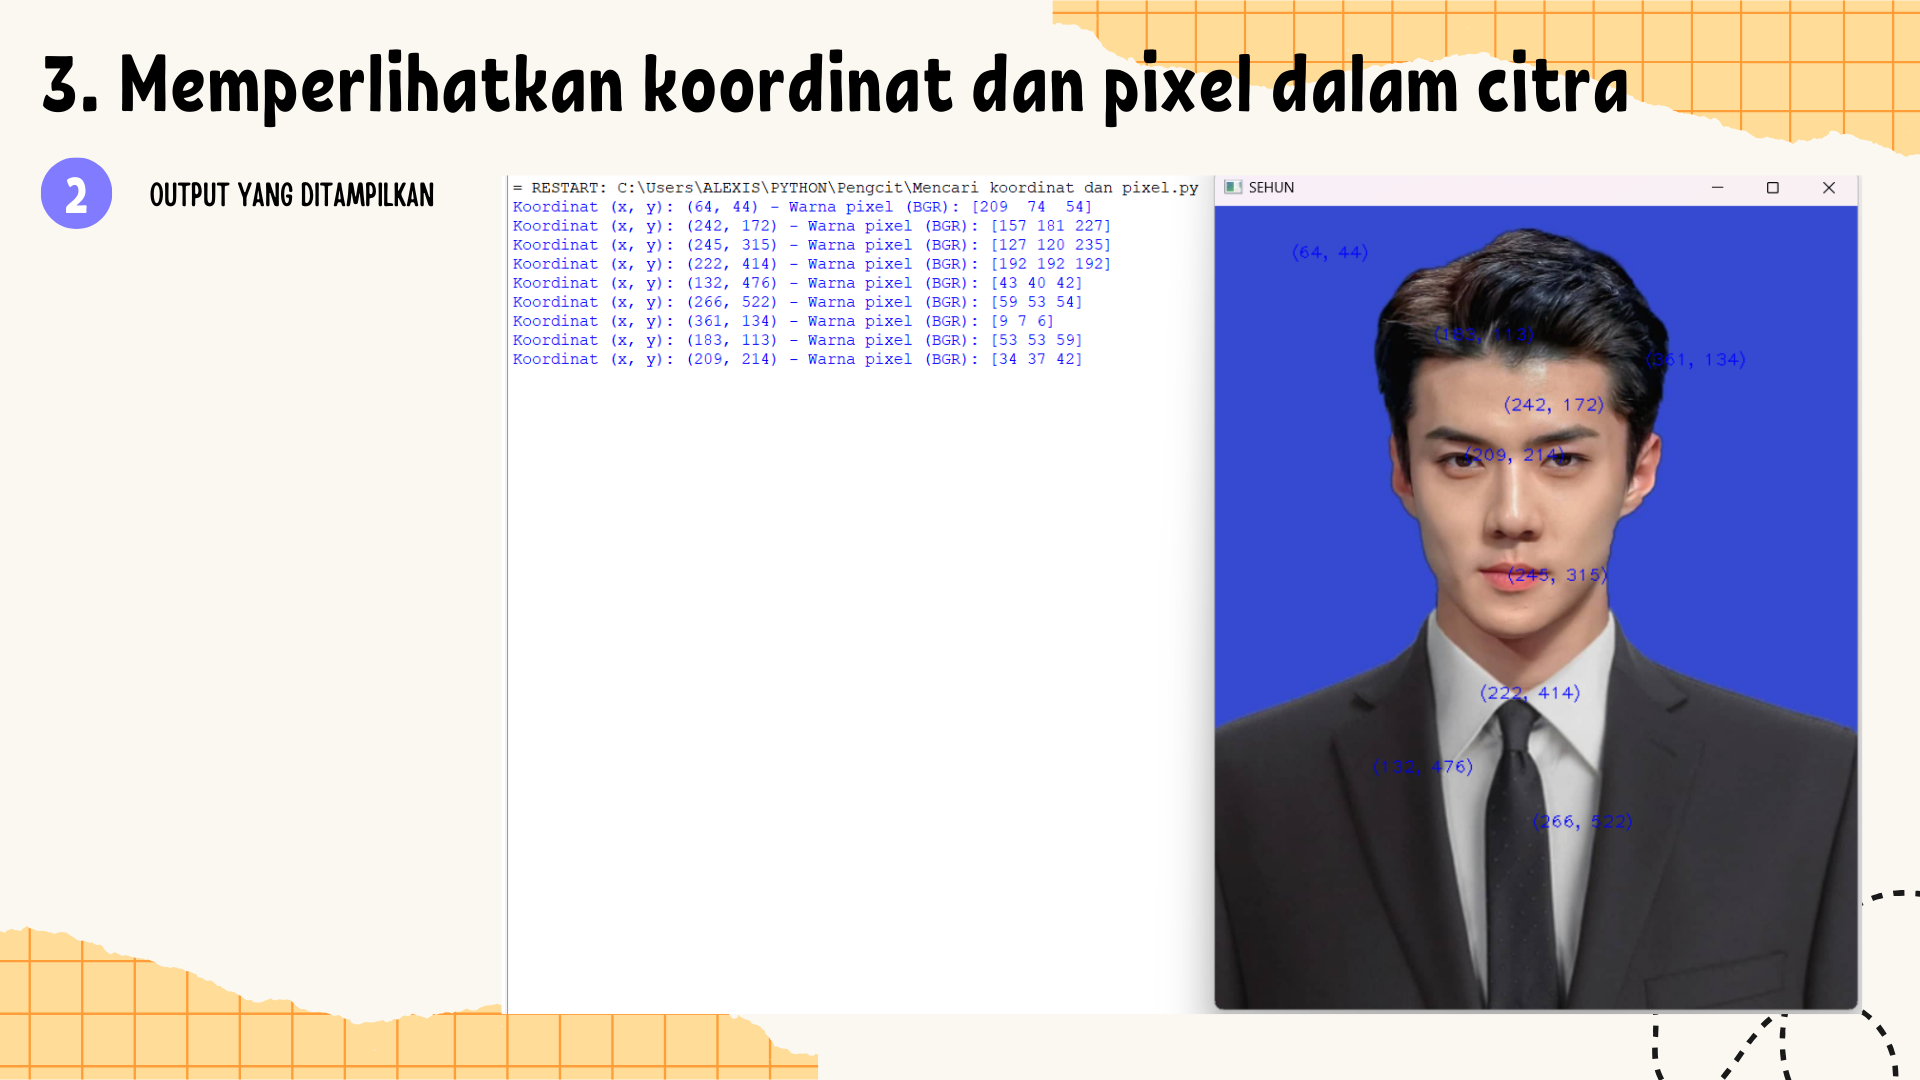 3. Memperlihatkan koordinat dan pixel dalam citra
2
OUTPUT YANG DITAMPILKAN
= RESTART: C:\Users\ALEXIS\PYTHON\Pengcit\Mencari koordinat dan pixel.py
Koordinat (x, y): (64, 44) - Warna pixel (BGR): [209  74  54]
Koordinat (x, y): (242, 172) - Warna pixel (BGR): [157 181 227]
Koordinat (x, y): (245, 315) - Warna pixel (BGR): [127 120 235]
Koordinat (x, y): (222, 414) - Warna pixel (BGR): [192 192 192]
Koordinat (x, y): (132, 476) - Warna pixel (BGR): [43 40 42]
Koordinat (x, y): (266, 522) - Warna pixel (BGR): [59 53 54]
Koordinat (x, y): (361, 134) - Warna pixel (BGR): [9 7 6]
Koordinat (x, y): (183, 113) - Warna pixel (BGR): [53 53 59]
Koordinat (x, y): (209, 214) - Warna pixel (BGR): [34 37 42]
SEHUN
(64, 44)
(183, 113)
(361, 134)
(242, 172)
(209, 214)
(245, 315)
(222, 414)
(132, 476)
(266, 522)